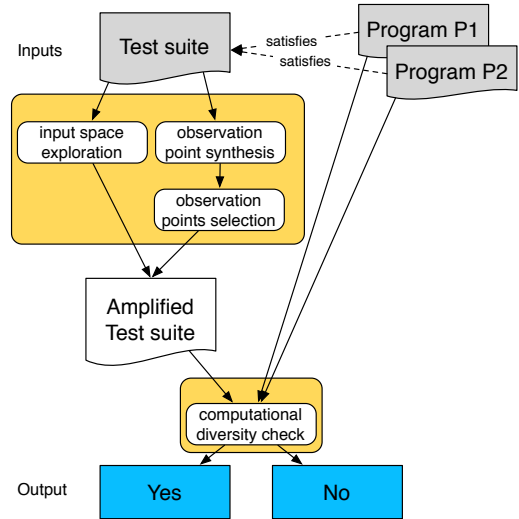 Inputs
Test suite
satisfies
satisfies
Program P1
Program P2
input space
exploration
observation
point synthesis
observation
points selection
Amplified
Test suite
computational
diversity check
Output
Yes
No